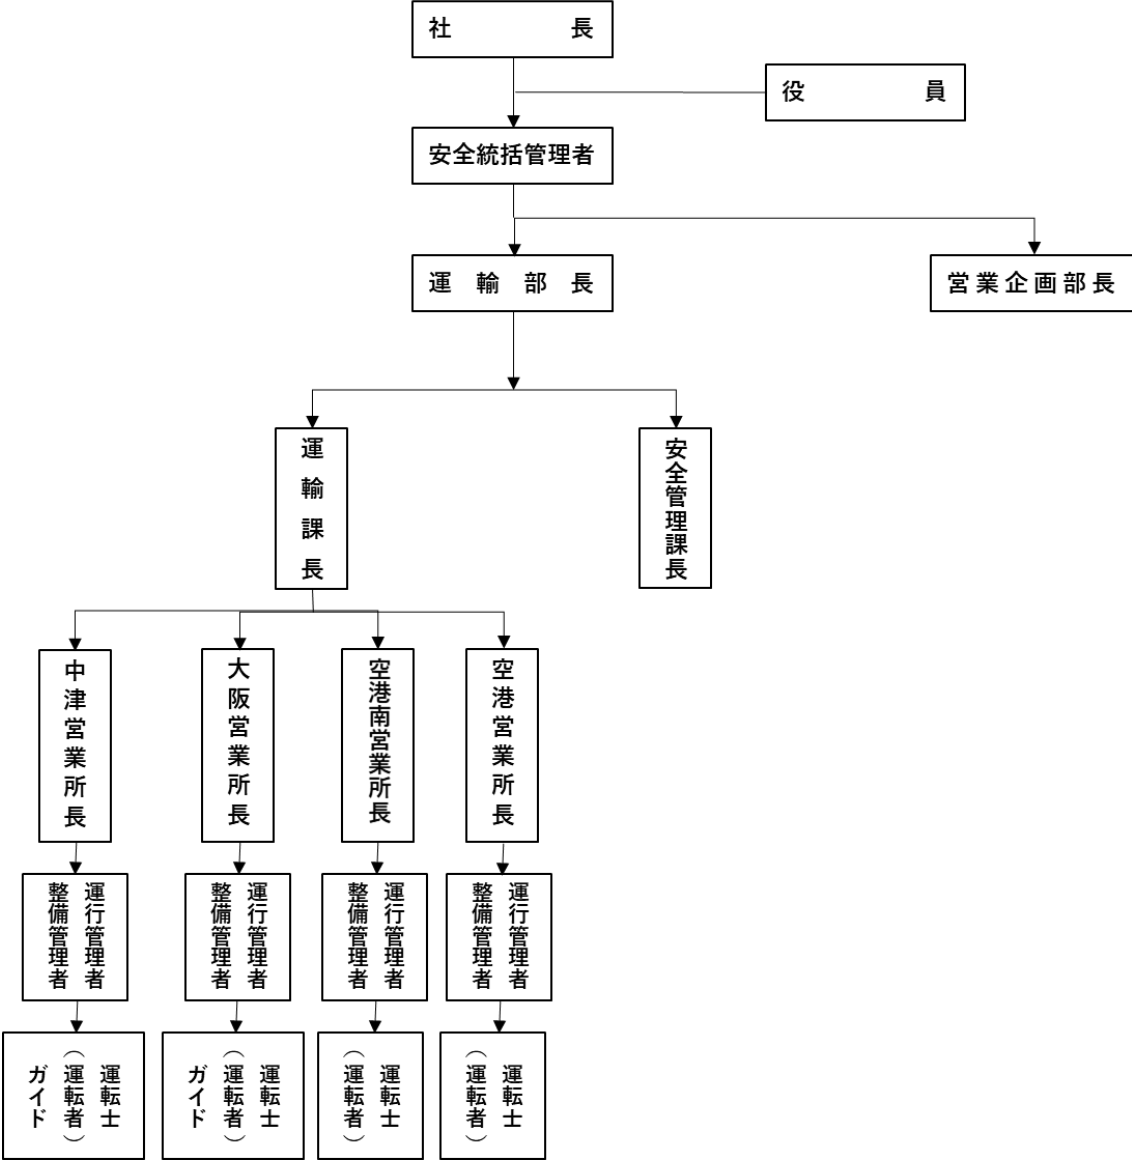 社長
役員
安全統括管理者
運輸部長
営業企画部長
運輸課長
安全管理課長
中津営業所長
大阪営業所長
空港南営業所長
空港営業所長
運行管理者
整備管理者
運行管理者
整備管理者
運行管理者
整備管理者
運行管理者
整備管理者
運転士
（運転者）
ガイド
運転士
（運転者）
ガイド
運転士
（運転者）
運転士
（運転者）